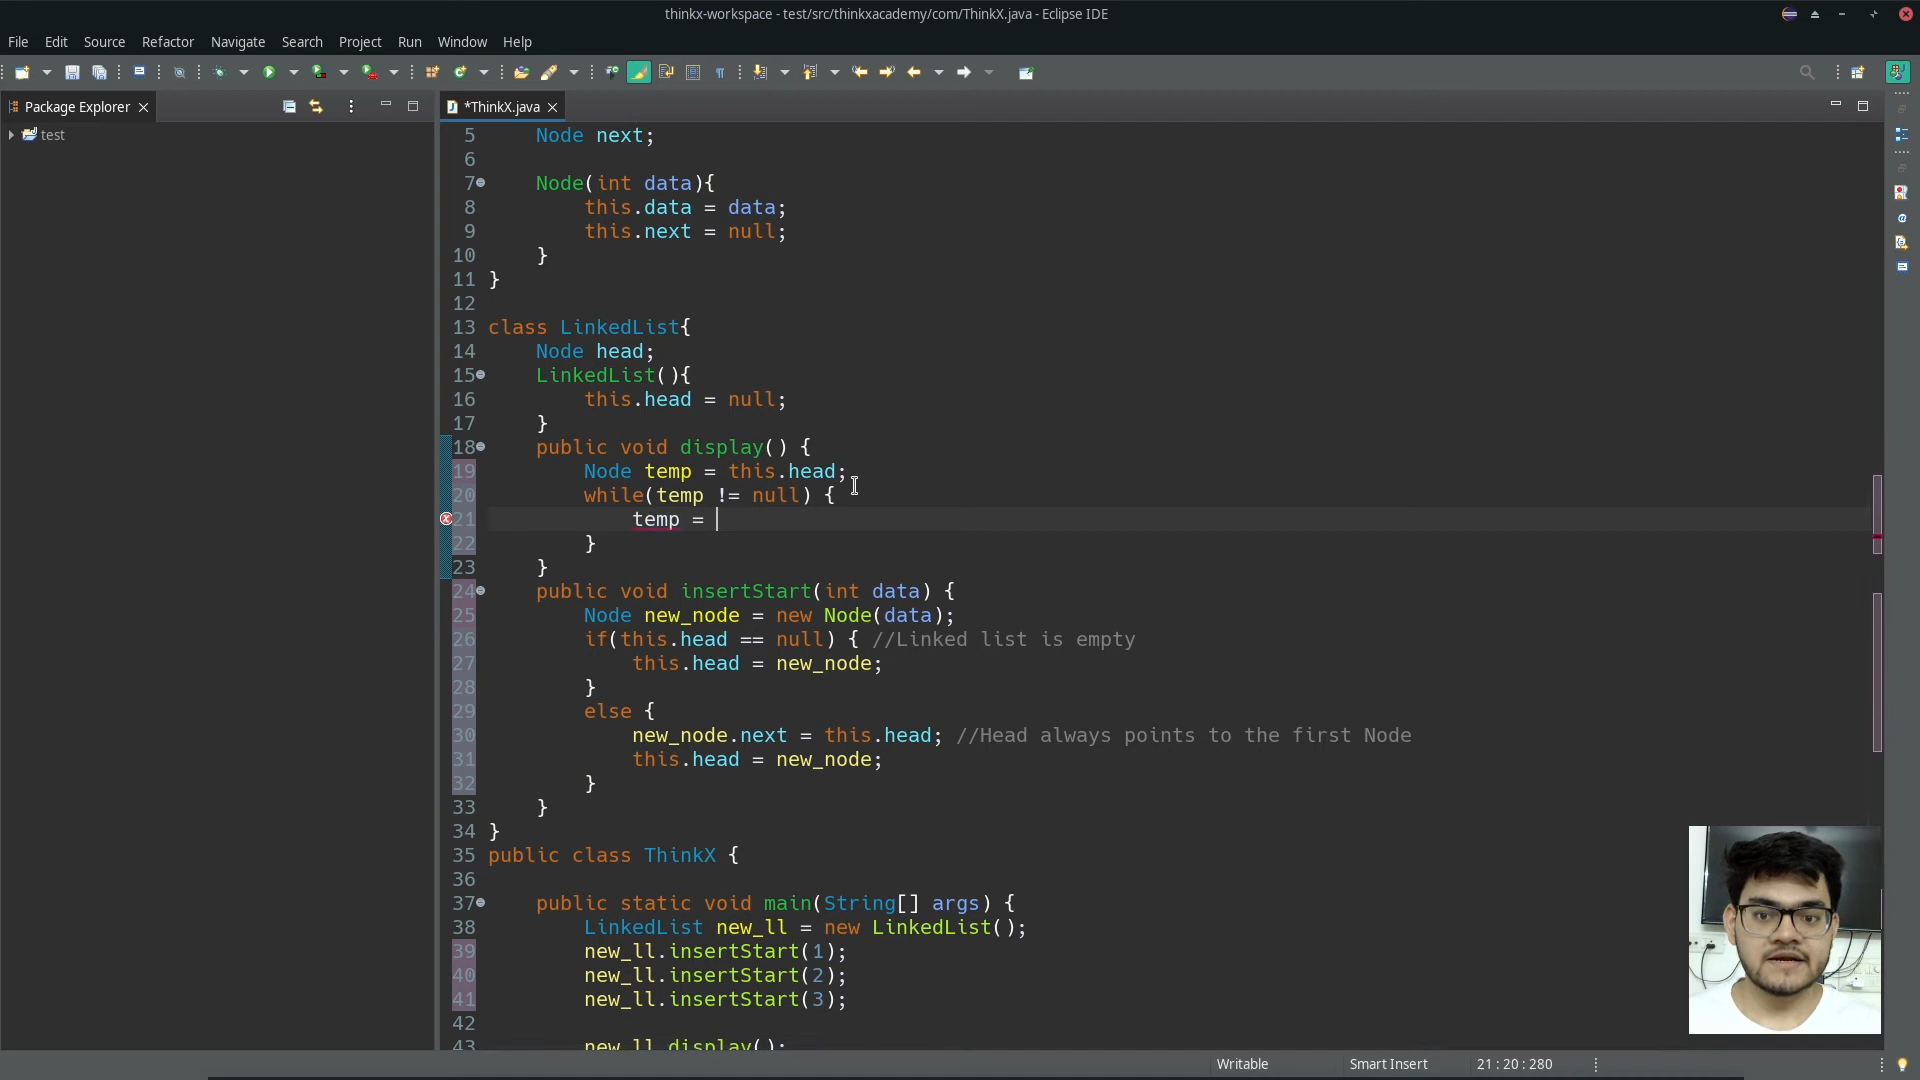 thinkx-workspace - test/src/thinkxacademy/com/ThinkX.java - Eclipse IDE
File Edit Source Refactor Navigate Search Project Run Window Help
Package Explorer
*ThinkX.java
test
5 Node next;
6
7 Node(int data){
8 this.data = data;
9 this.next = null;
10 }
11 }
12
13 class LinkedList{
14 Node head;
15 LinkedList(){
16 this.head = null;
17 }
18 public void display() {
19 Node temp = this.head;
20 while(temp != null) {
21 temp =
22 }
23 }
24 public void insertStart(int data) {
25 Node new_node = new Node(data);
26 if(this.head == null) { //Linked list is empty
27 this.head = new_node;
28 }
29 else {
30 new_node.next = this.head; //Head always points to the first Node
31 this.head = new_node;
32 }
33 }
34 }
35 public class ThinkX {
36
37 public static void main(String[] args) {
38 LinkedList new_ll = new LinkedList();
39 new_ll.insertStart(1);
40 new_ll.insertStart(2);
41 new_ll.insertStart(3);
42
43 new_ll.display();
Writable Smart Insert 21 : 20 : 280